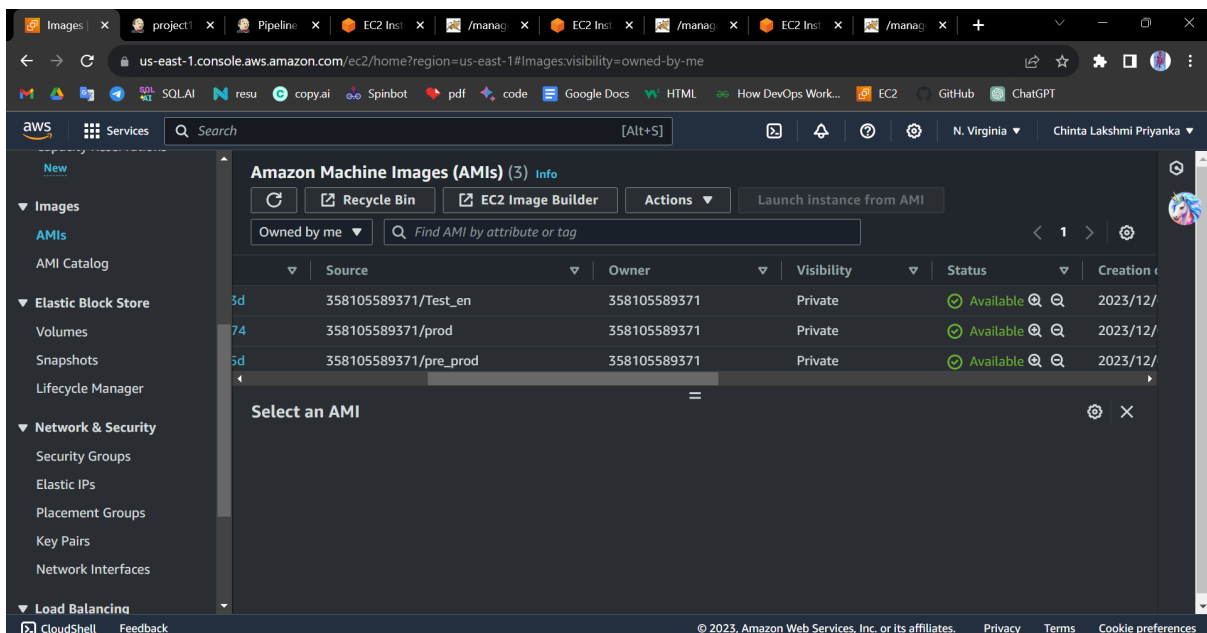 Images
project1
Pipeline
EC2 Inst
/manag
EC2 Inst
/manag
EC2 Inst
/manag
us-east-1.console.aws.amazon.com/ec2/home?region=us-east-1#Images:visibility=owned-by-me
SQL AI SQLAI resu copy.ai Spinbot pdf code Google Docs HTML How DevOps Work... EC2 GitHub ChatGPT
aws Services Search [Alt+S] N. Virginia ▼ Chinta Lakshmi Priyanka ▼
New
Amazon Machine Images (AMIs) (3) Info
Recycle Bin EC2 Image Builder Actions ▼ Launch instance from AMI
Owned by me ▼ Find AMI by attribute or tag < 1 >
Source Owner Visibility Status Creation
3d 358105589371/Test_en 358105589371 Private Available 2023/12/
74 358105589371/prod 358105589371 Private Available 2023/12/
5d 358105589371/pre_prod 358105589371 Private Available 2023/12/
Select an AMI
▼ Images
AMIs
AMI Catalog
▼ Elastic Block Store
Volumes
Snapshots
Lifecycle Manager
▼ Network & Security
Security Groups
Elastic IPs
Placement Groups
Key Pairs
Network Interfaces
▼ Load Balancing
CloudShell Feedback © 2023, Amazon Web Services, Inc. or its affiliates. Privacy Terms Cookie preferences